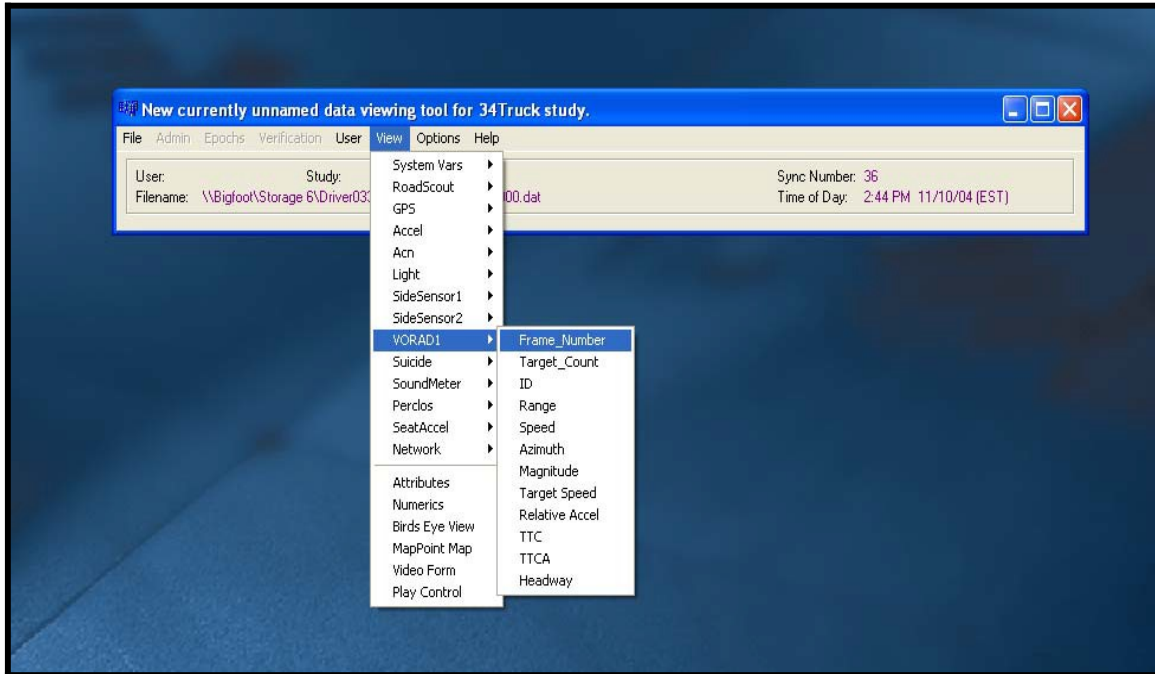 New currently unnamed data viewing tool for 34Truck study.
File Admin Epochs Verification User View Options Help
User: Study: Sync Number: 36
Filename: \\Bigfoot\Storage 6\Driver03 00.dat Time of Day: 2:44 PM 11/10/04 (EST)
System Vars
RoadScout
GPS
Accel
Acn
Light
SideSensor1
SideSensor2
VORAD1
Suicide
SoundMeter
Perclos
SeatAccel
Network
Attributes
Numerics
Birds Eye View
MapPoint Map
Video Form
Play Control
Frame_Number
Target_Count
ID
Range
Speed
Azimuth
Magnitude
Target Speed
Relative Accel
TTC
TTCA
Headway